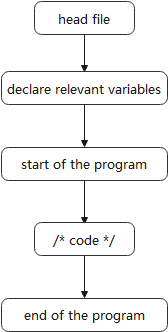 head file
declare relevant variables
start of the program
/* code */
end of the program